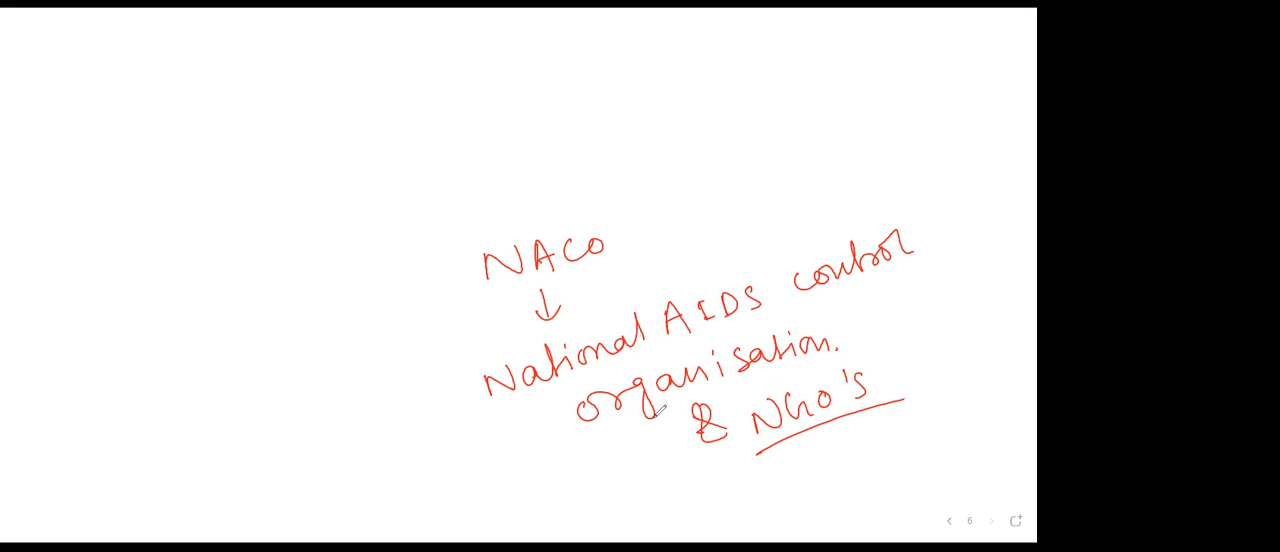 NACO
↓
National AIDS control
organisation.
& NGO's
6